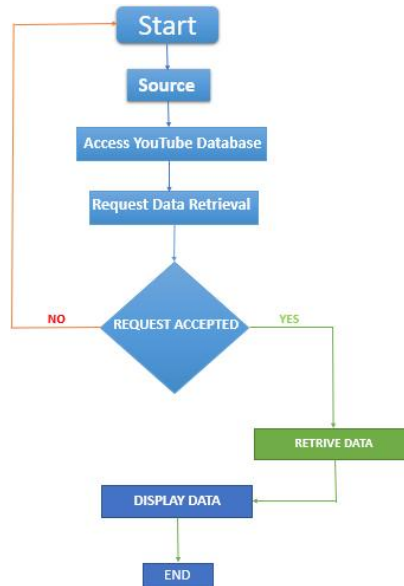 Start
Source
Access YouTube Database
Request Data Retrieval
REQUEST ACCEPTED
NO
YES
RETRIVE DATA
DISPLAY DATA
END